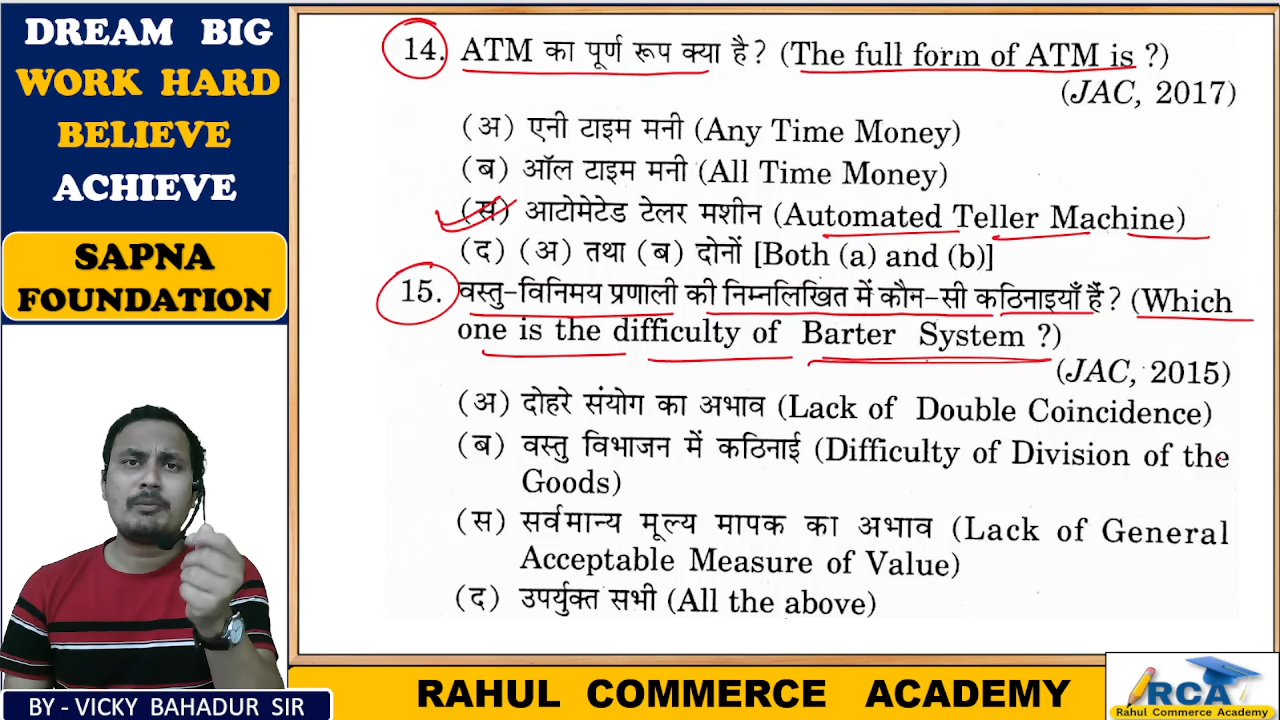 DREAM BIG
WORK HARD
BELIEVE
ACHIEVE
SAPNA
FOUNDATION
14. ATM का पूर्ण रूप क्या है? (The full form of ATM is ?)
(JAC, 2017)
(अ) एनी टाइम मनी (Any Time Money)
(ब) ऑल टाइम मनी (All Time Money)
(स) आटोमेटेड टेलर मशीन (Automated Teller Machine)
(द) (अ) तथा (ब) दोनों [Both (a) and (b)]
15. वस्तु-विनिमय प्रणाली की निम्नलिखित में कौन-सी कठिनाइयाँ हैं? (Which
one is the difficulty of Barter System ?)
(JAC, 2015)
(अ) दोहरे संयोग का अभाव (Lack of Double Coincidence)
(ब) वस्तु विभाजन में कठिनाई (Difficulty of Division of the
Goods)
(स) सर्वमान्य मूल्य मापक का अभाव (Lack of General
Acceptable Measure of Value)
(द) उपर्युक्त सभी (All the above)
BY - VICKY BAHADUR SIR
RAHUL COMMERCE ACADEMY
RCA
Rahul Commerce Academy